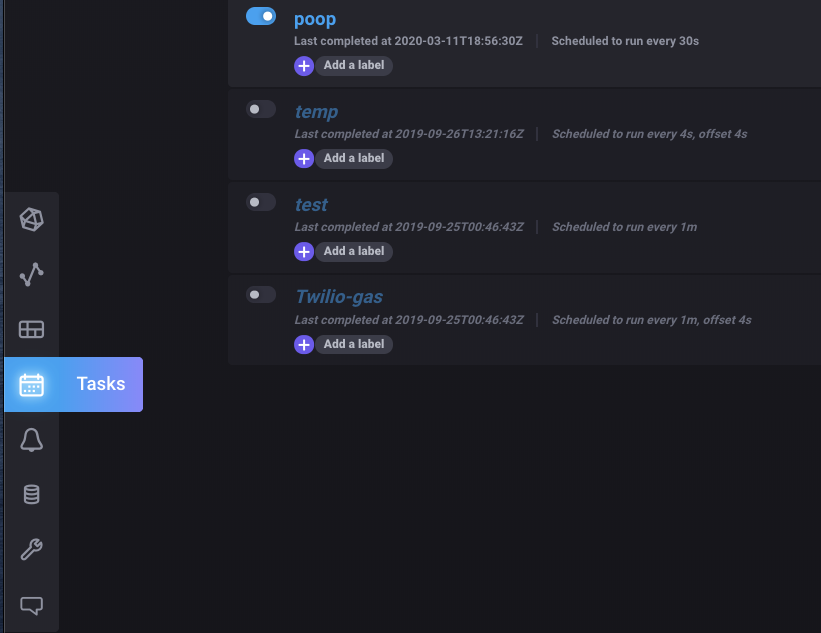 poop
Last completed at 2020-03-11T18:56:30Z | Scheduled to run every 30s
Add a label
temp
Last completed at 2019-09-26T13:21:16Z | Scheduled to run every 4s, offset 4s
Add a label
test
Last completed at 2019-09-25T00:46:43Z | Scheduled to run every 1m
Add a label
Twilio-gas
Last completed at 2019-09-25T00:46:43Z | Scheduled to run every 1m, offset 4s
Add a label
Tasks